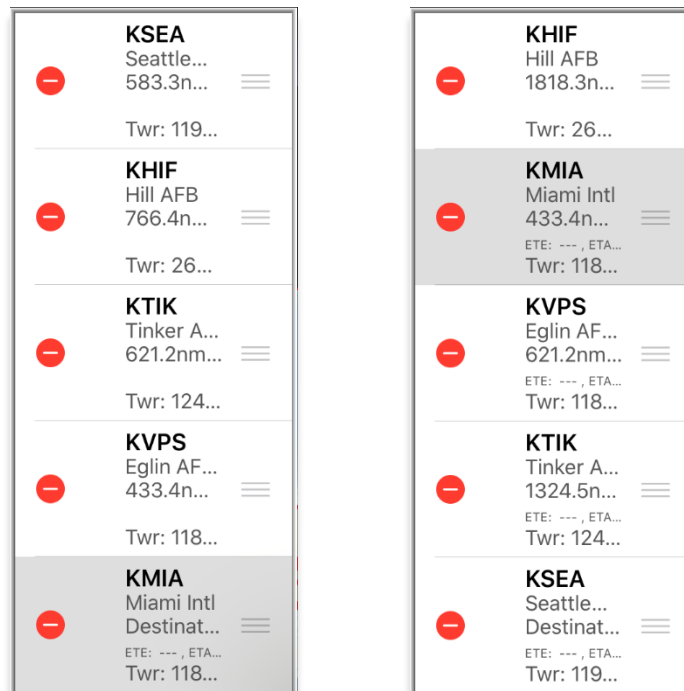 KSEA
Seattle...
583.3n...
Twr: 119...
KHIF
Hill AFB
766.4n...
Twr: 26...
KTIK
Tinker A...
621.2nm...
Twr: 124...
KVPS
Eglin AF...
433.4n...
Twr: 118...
KMIA
Miami Intl
Destinat...
ETE: --- , ETA...
Twr: 118...
KHIF
Hill AFB
1818.3n...
Twr: 26...
KMIA
Miami Intl
433.4n...
ETE: --- , ETA...
Twr: 118...
KVPS
Eglin AF...
621.2nm...
ETE: --- , ETA...
Twr: 118...
KTIK
Tinker A...
1324.5n...
ETE: --- , ETA...
Twr: 124...
KSEA
Seattle...
Destinat...
ETE: --- , ETA...
Twr: 119...